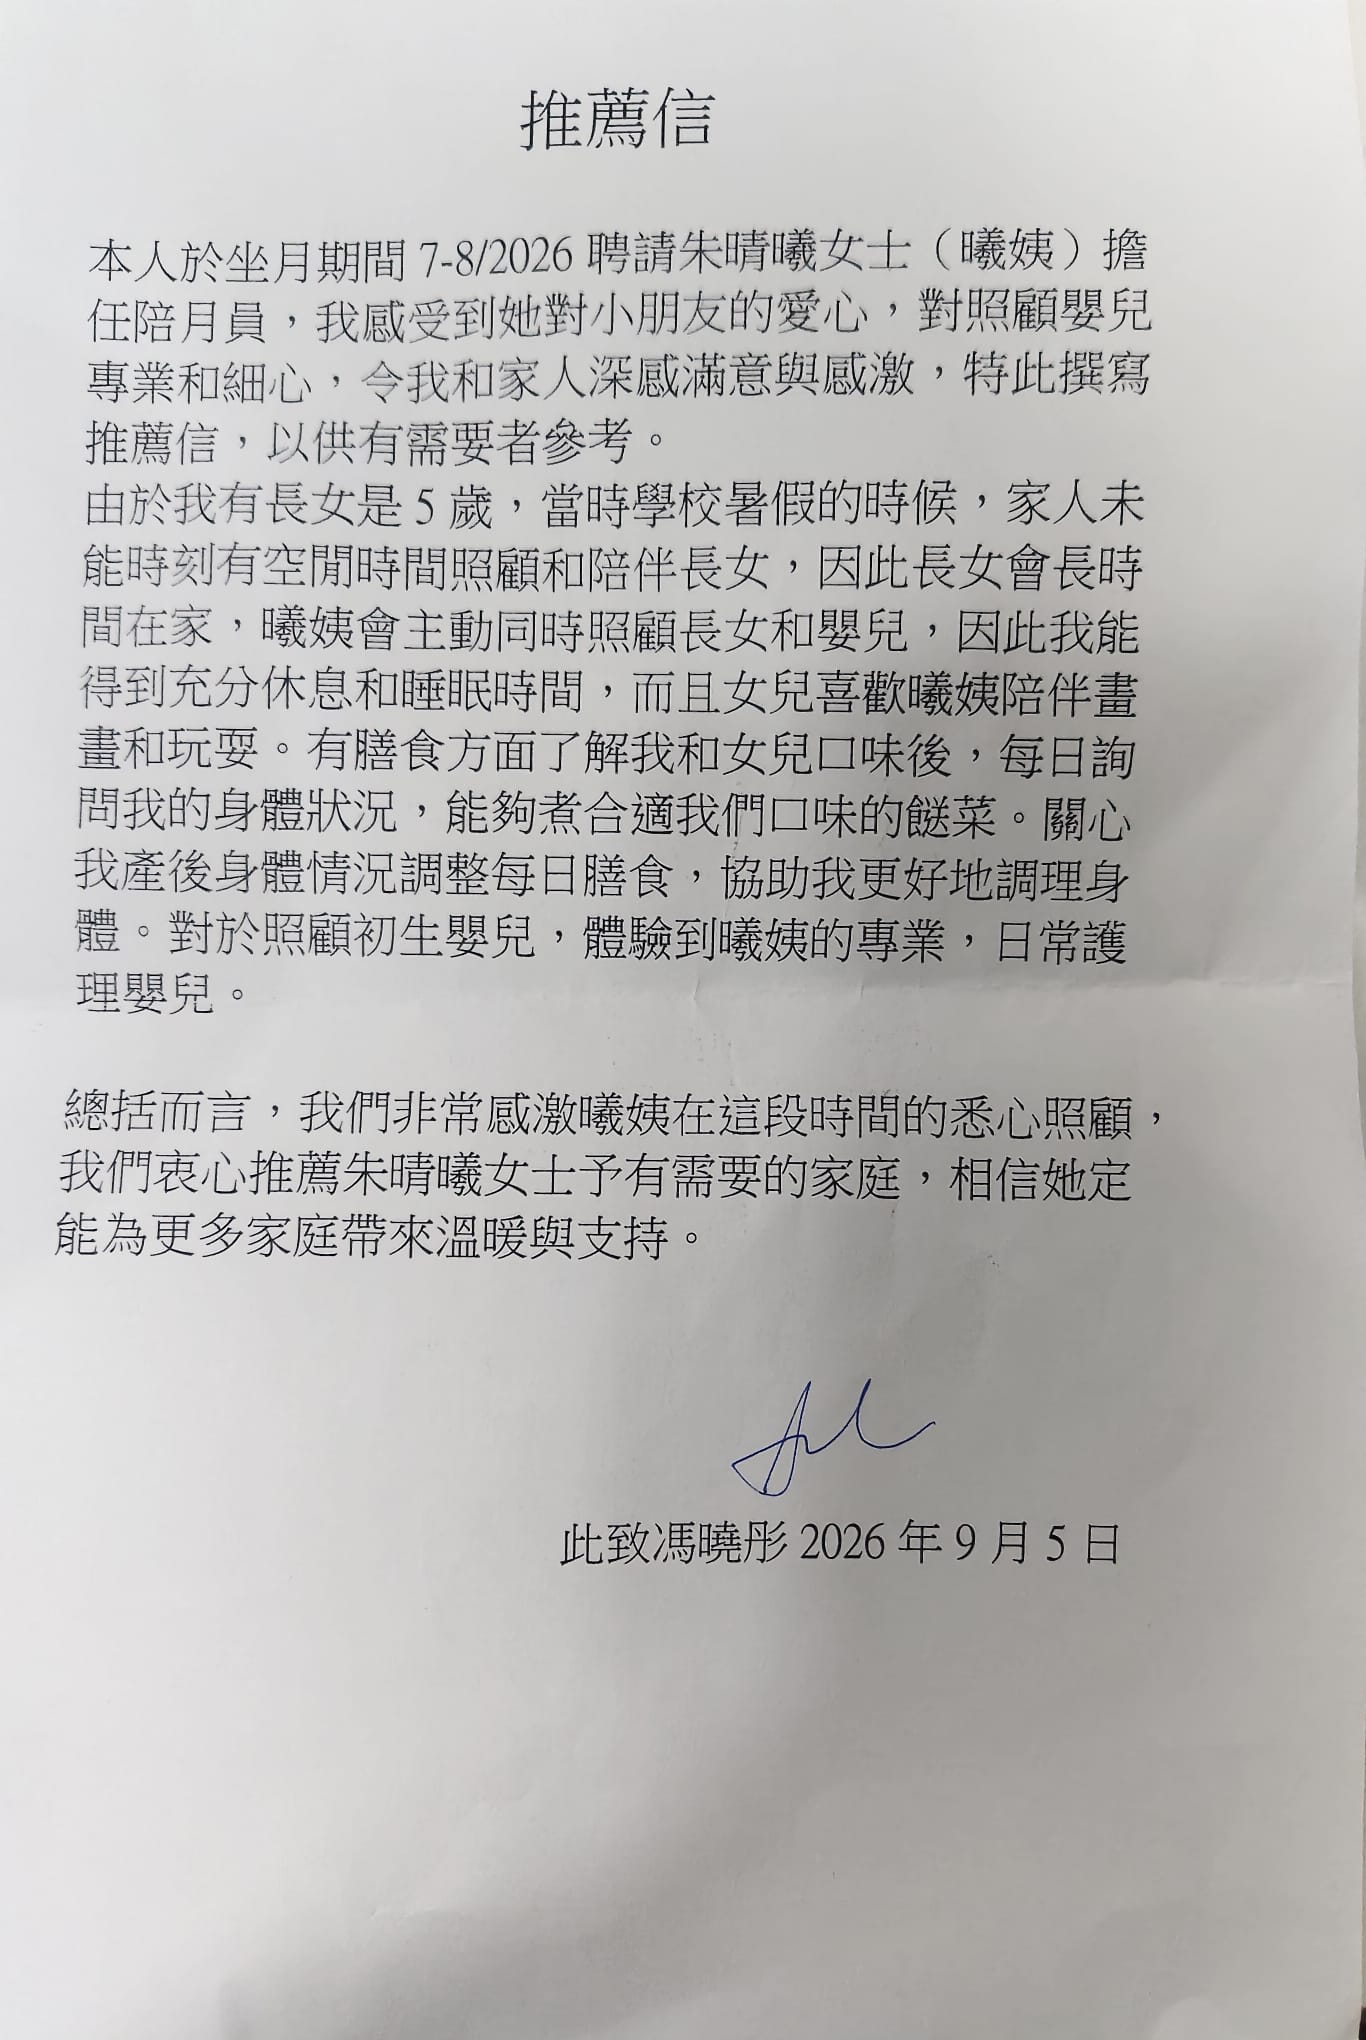 推薦信
本人於坐月期間 7-8/2026 聘請朱晴曦女士（曦姨）擔
任陪月員，我感受到她對小朋友的愛心，對照顧嬰兒
專業和細心，令我和家人深感滿意與感激，特此撰寫
推薦信，以供有需要者參考。
由於我有長女是 5 歲，當時學校暑假的時候，家人未
能時刻有空閒時間照顧和陪伴長女，因此長女會長時
間在家，曦姨會主動同時照顧長女和嬰兒，因此我能
得到充分休息和睡眠時間，而且女兒喜歡曦姨陪伴畫
畫和玩耍。有膳食方面了解我和女兒口味後，每日詢
問我的身體狀況，能夠煮合適我們口味的餸菜。關心
我產後身體情況調整每日膳食，協助我更好地調理身
體。對於照顧初生嬰兒，體驗到曦姨的專業，日常護
理嬰兒。
總括而言，我們非常感激曦姨在這段時間的悉心照顧，
我們衷心推薦朱晴曦女士予有需要的家庭，相信她定
能為更多家庭帶來溫暖與支持。
此致馮曉彤 2026 年 9 月 5 日